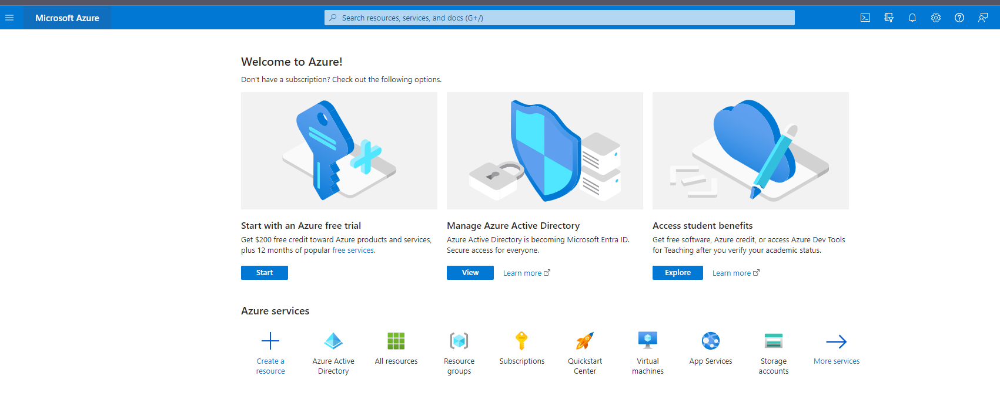 Microsoft Azure
Search resources, services, and docs (G+/)
Welcome to Azure!
Don't have a subscription? Check out the following options.
Start with an Azure free trial
Get $200 free credit toward Azure products and services,
plus 12 months of popular free services.
Start
Manage Azure Active Directory
Azure Active Directory is becoming Microsoft Entra ID.
Secure access for everyone.
View
Learn more
Access student benefits
Get free software, Azure credit, or access Azure Dev Tools
for Teaching after you verify your academic status.
Explore
Learn more
Azure services
Create a
resource
Azure Active
Directory
All resources
Resource
groups
Subscriptions
Quickstart
Center
Virtual
machines
App Services
Storage
accounts
More services